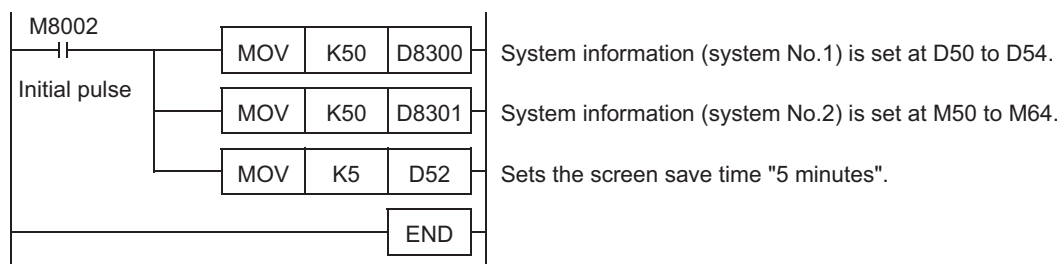 M8002
MOV K50 D8300 System information (system No.1) is set at D50 to D54.
Initial pulse
MOV K50 D8301 System information (system No.2) is set at M50 to M64.
MOV K5 D52 Sets the screen save time "5 minutes".
END